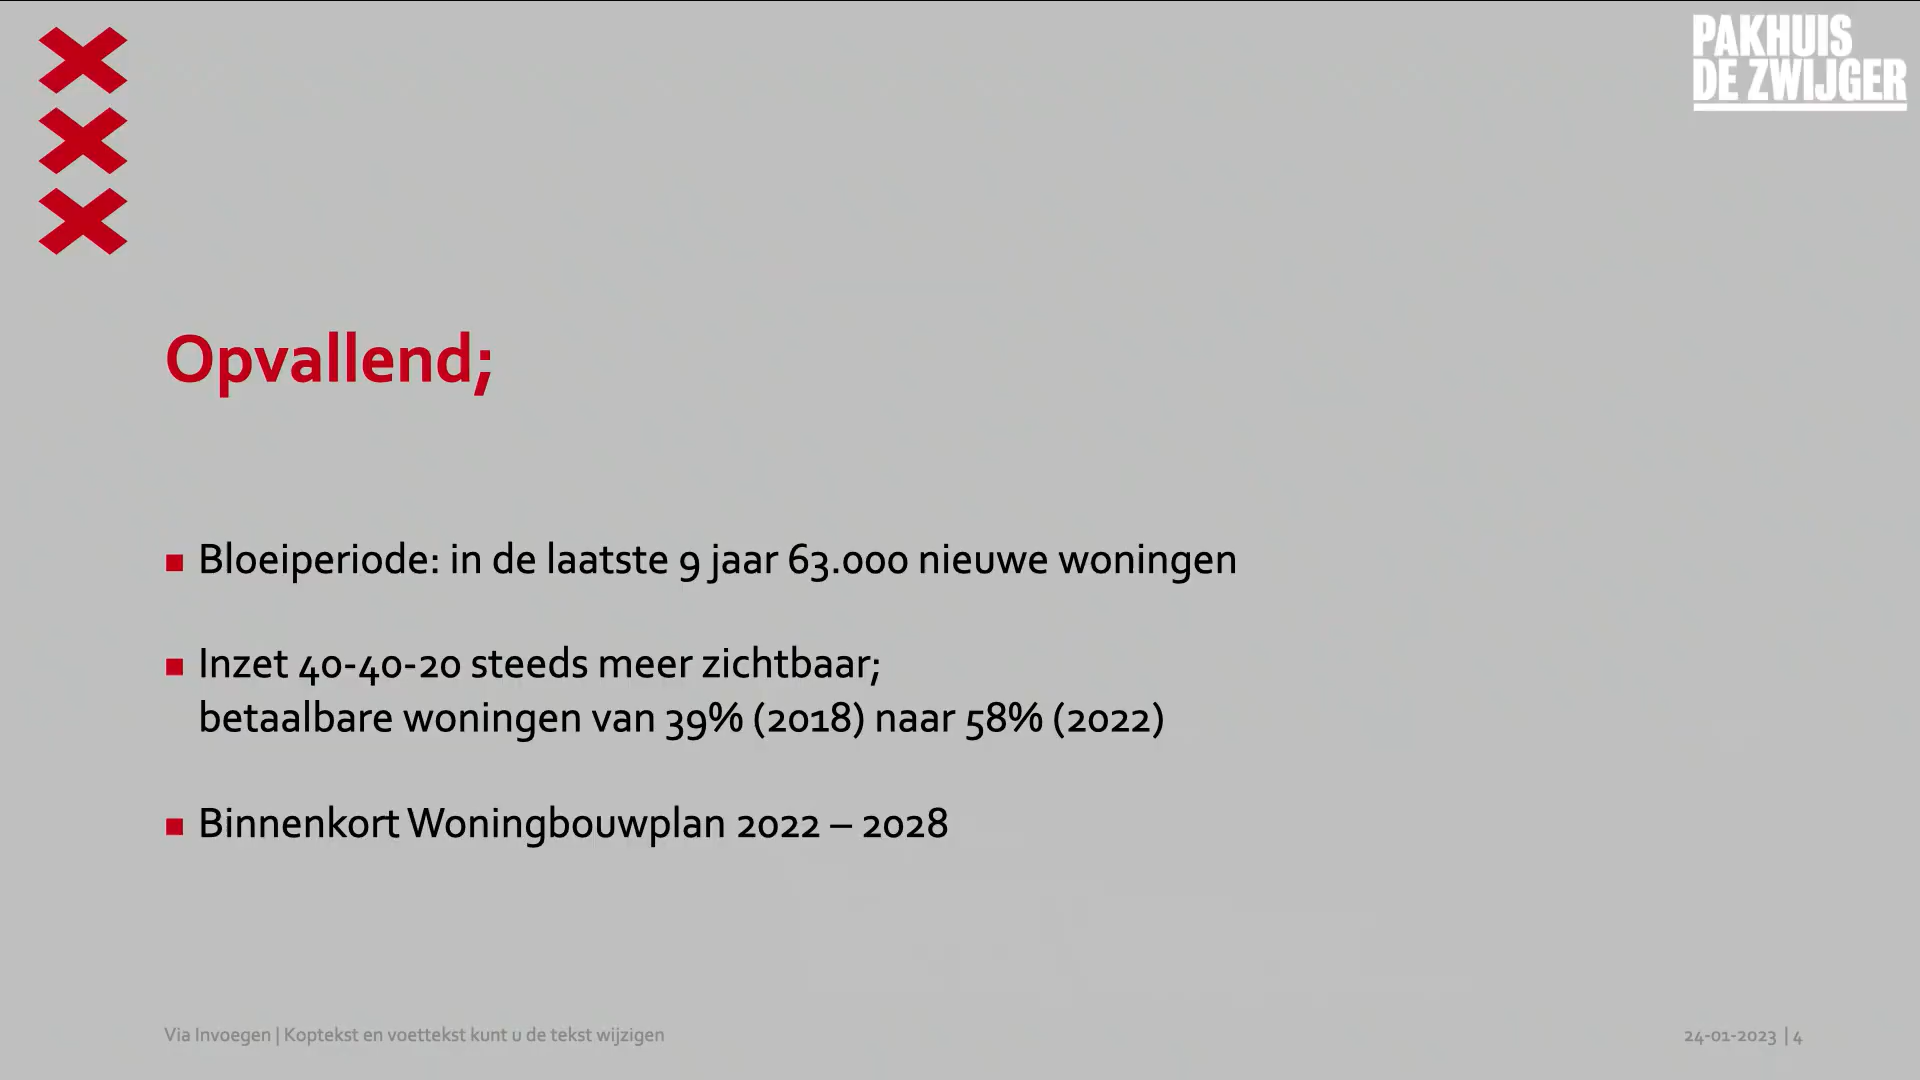 PAKHUIS
DE ZWIJGER
Opvallend;
Bloeiperiode: in de laatste 9 jaar 63.000 nieuwe woningen
Inzet 40-40-20 steeds meer zichtbaar;
betaalbare woningen van 39% (2018) naar 58% (2022)
Binnenkort Woningbouwplan 2022 – 2028
Via Invoegen | Koptekst en voettekst kunt u de tekst wijzigen
24-01-2023 | 4